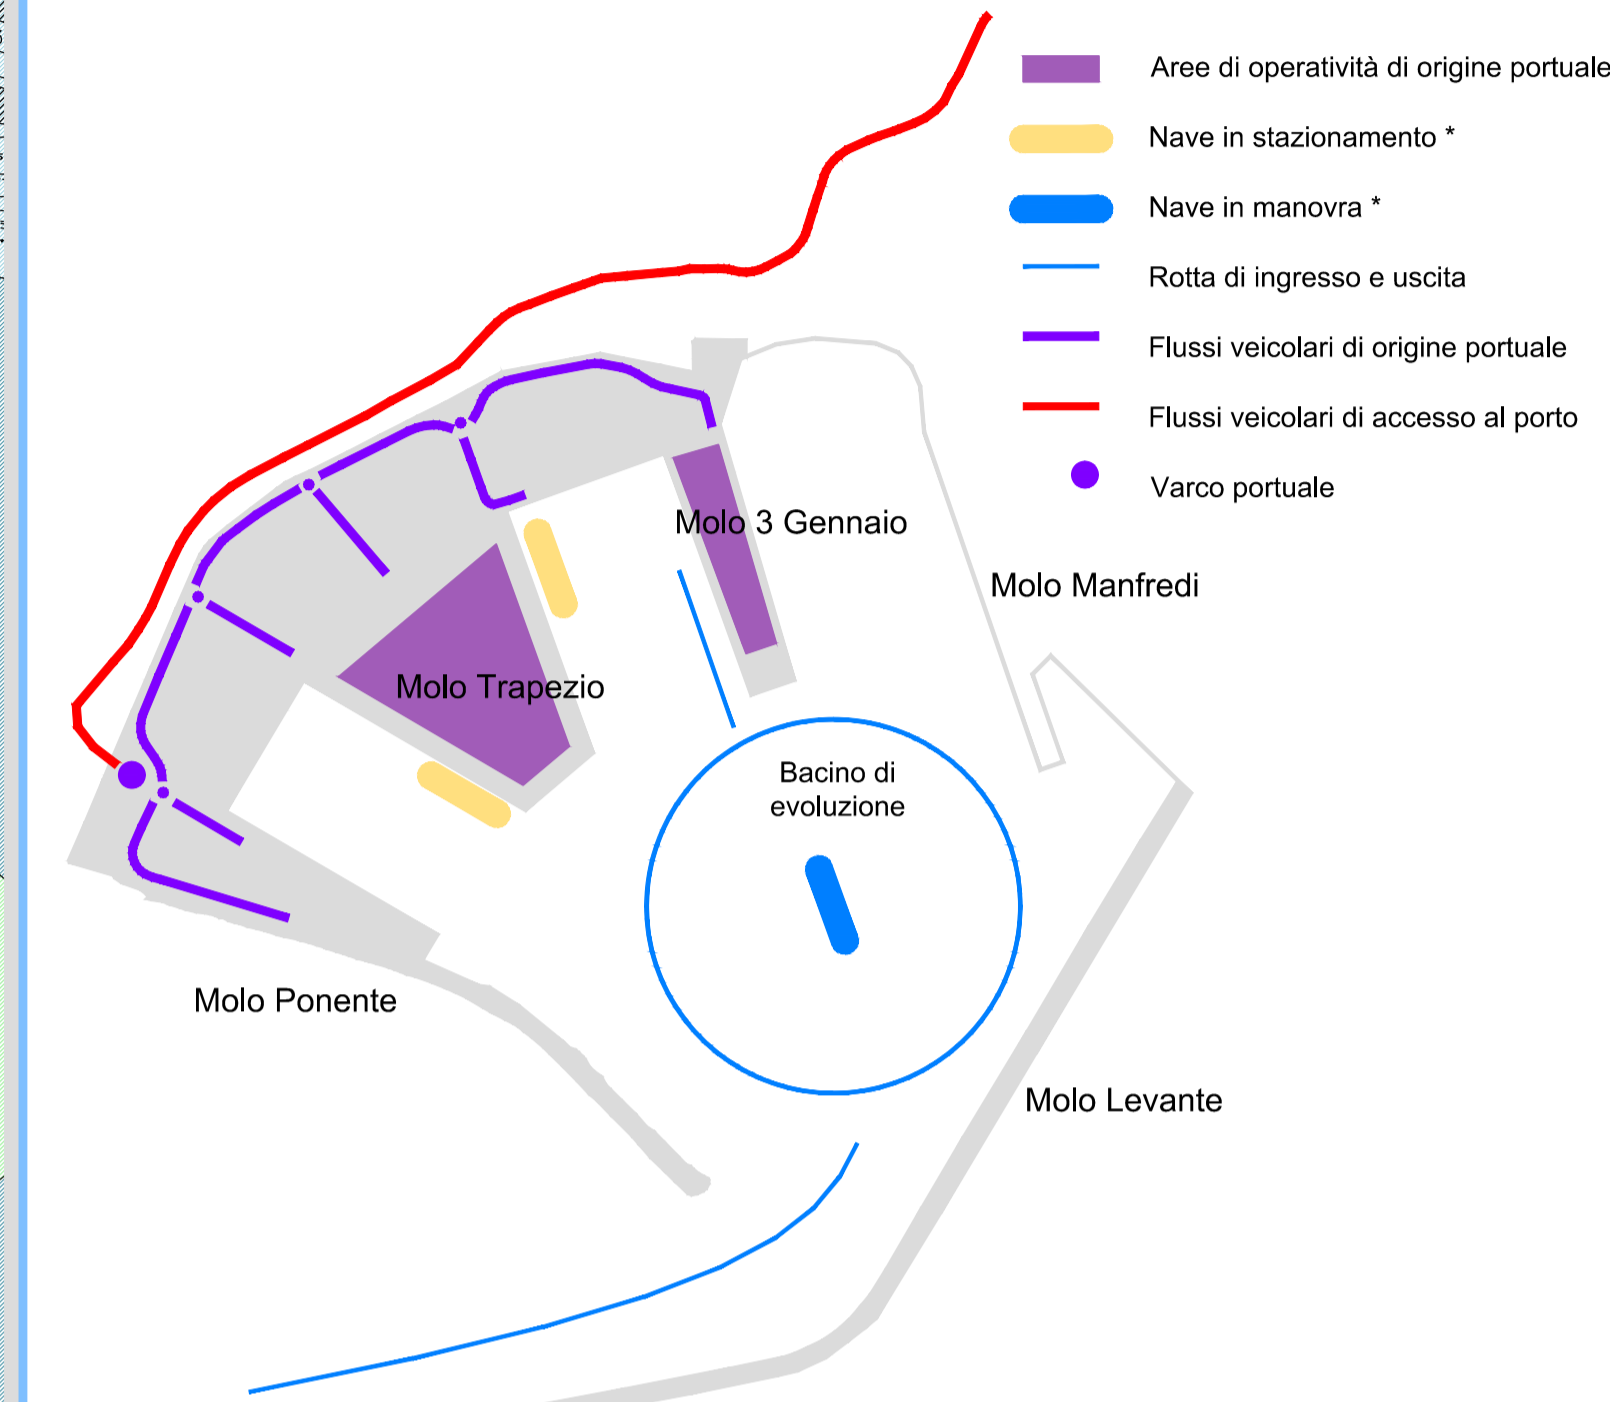 Aree di operatività di origine portuale
Nave in stazionamento *
Nave in manovra *
Rotta di ingresso e uscita
Flussi veicolari di origine portuale
Flussi veicolari di accesso al porto
Varco portuale
Molo 3 Gennaio
Molo Manfredi
Molo Trapezio
Bacino di
evoluzione
Molo Ponente
Molo Levante